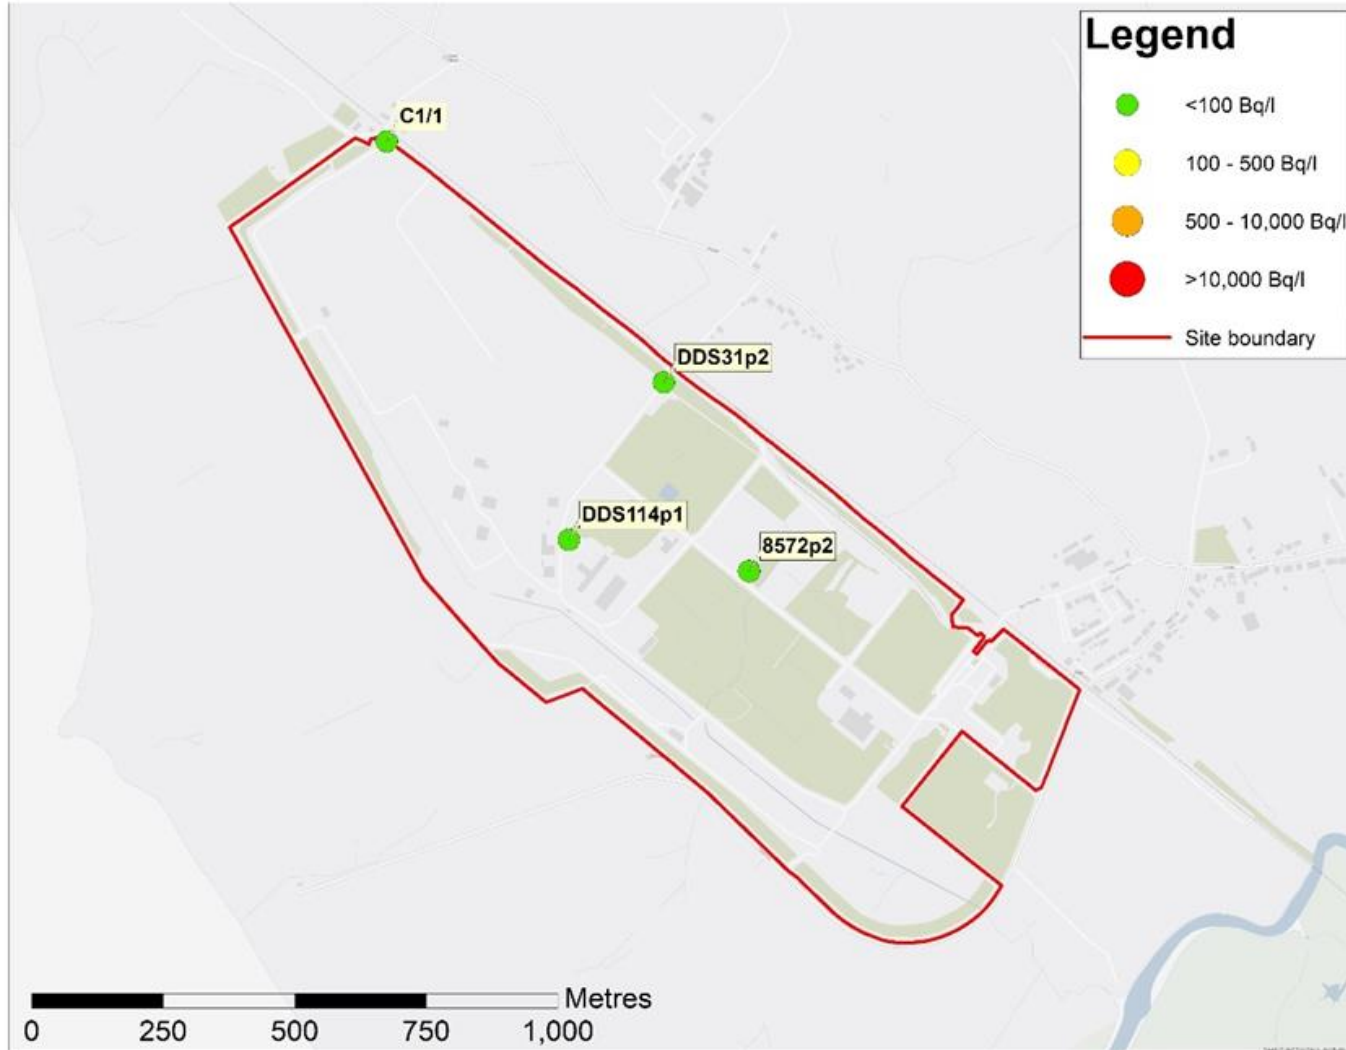 Legend
<100 Bq/l
100 - 500 Bq/l
500 - 10,000 Bq/l
>10,000 Bq/l
Site boundary
C1/1
DDS31p2
DDS114p1
8572p2
Metres
0 250 500 750 1,000